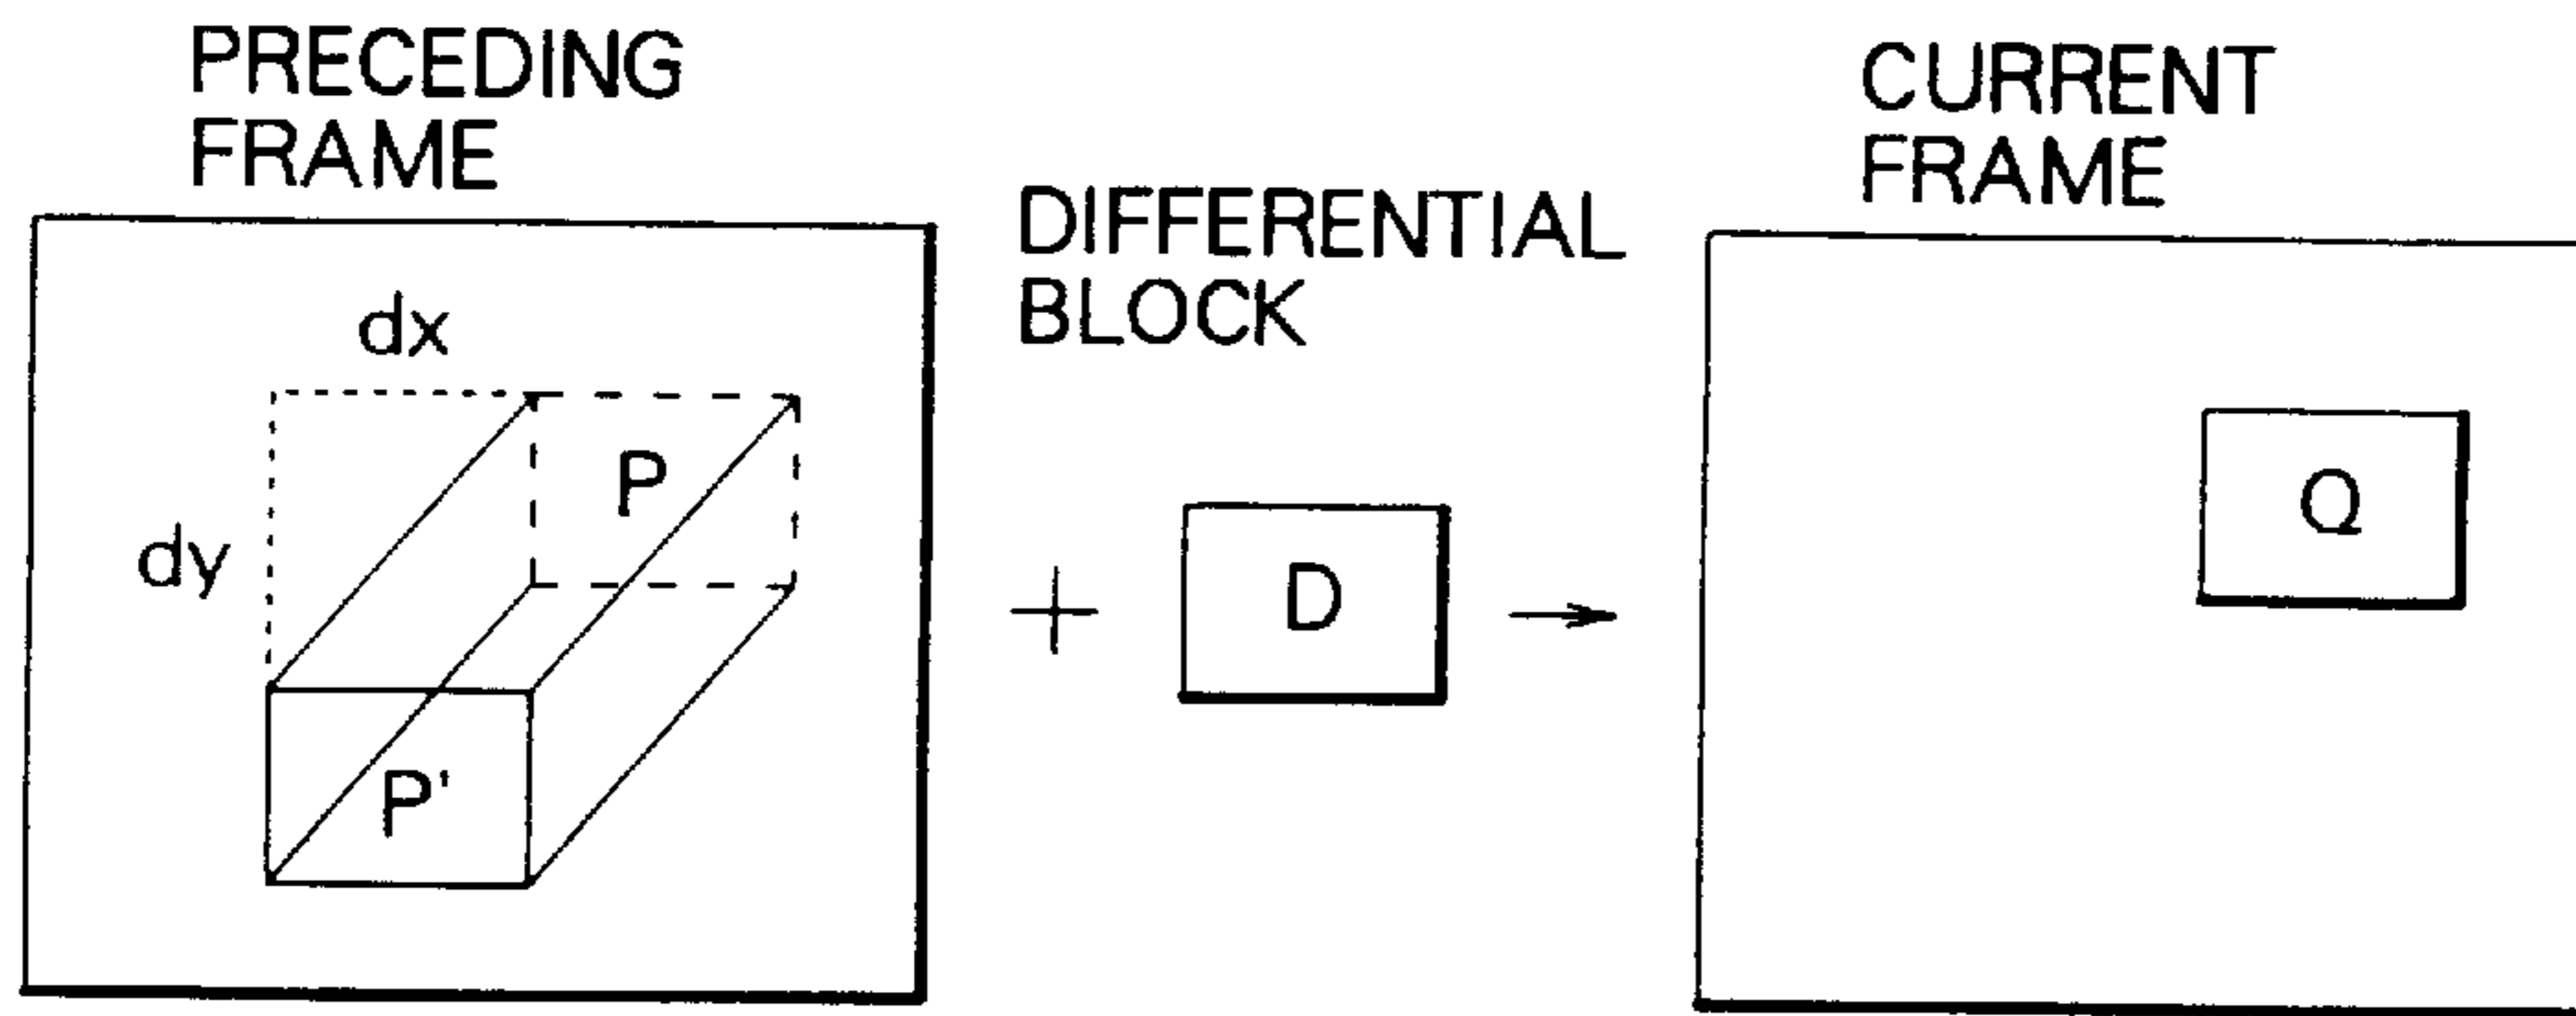 PRECEDING
FRAME
dx
dy
P
P'
DIFFERENTIAL
BLOCK
+
D
CURRENT
FRAME
Q